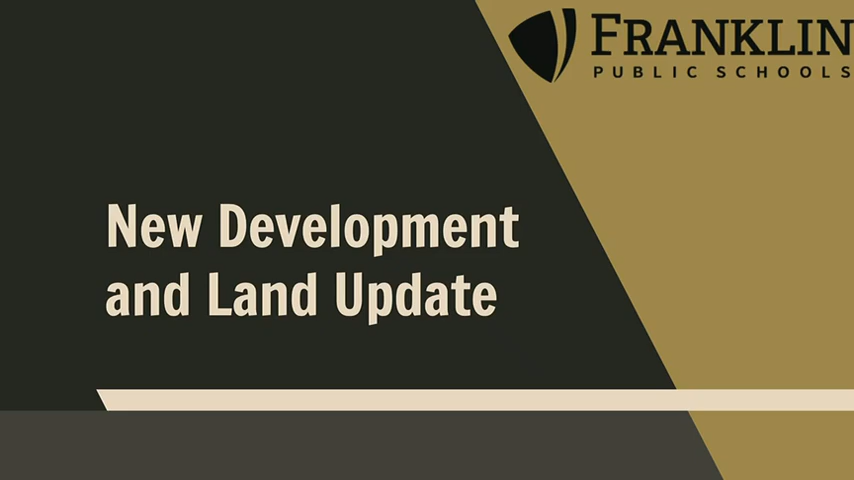 FRANKLIN
PUBLIC SCHOOLS
New Development
and Land Update